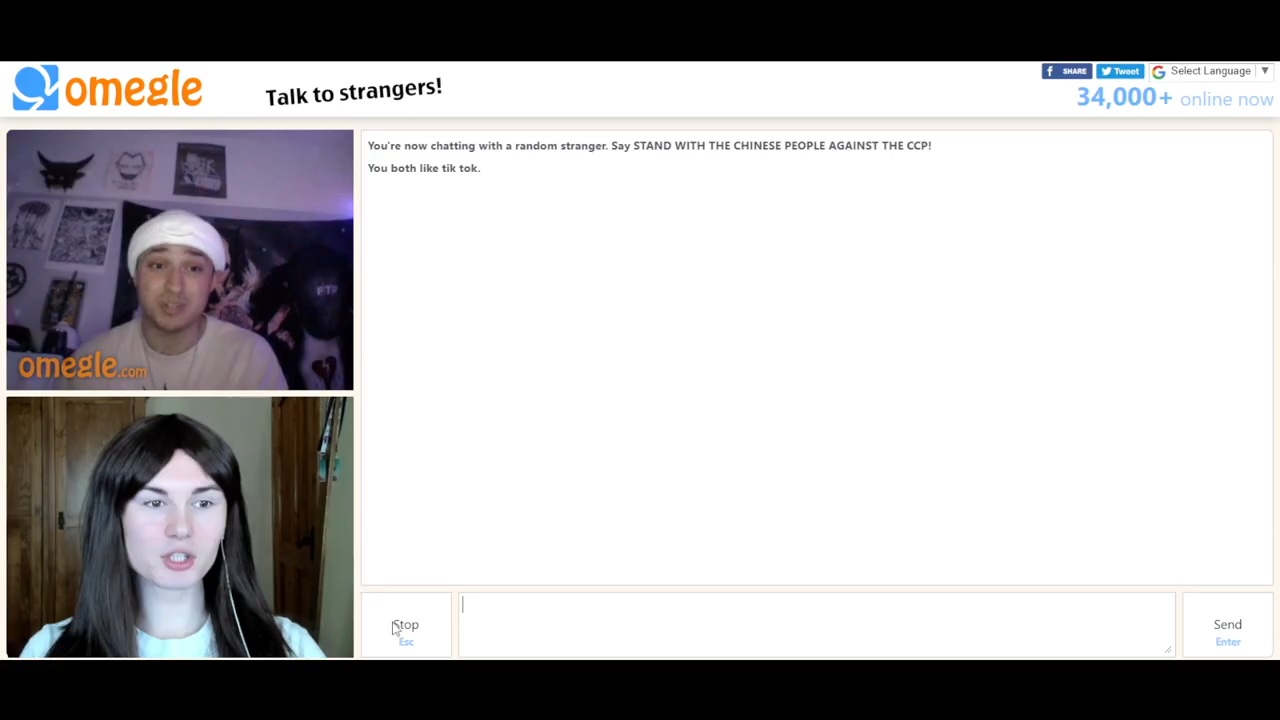 omegle
Talk to strangers!
SHARE
Tweet
Select Language
34,000+ online now
You're now chatting with a random stranger. Say STAND WITH THE CHINESE PEOPLE AGAINST THE CCP!
You both like tik tok.
FTP
omegle.com
Stop
Esc
Send
Enter